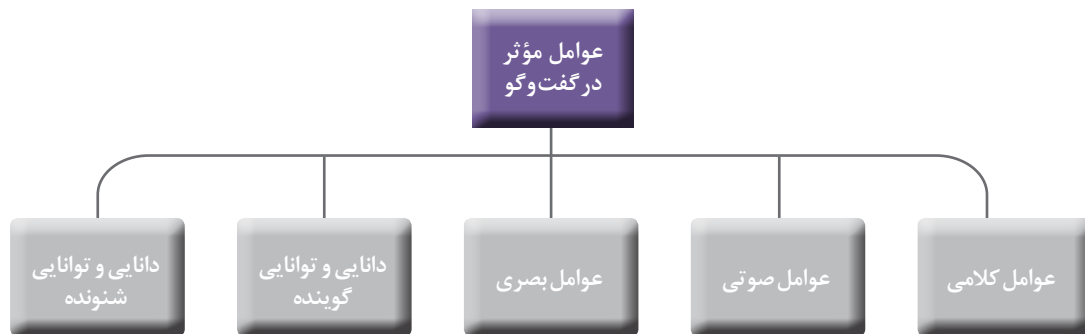 عوامل مؤثر
در گفت‌وگو
عوامل کلامی
عوامل صوتی
عوامل بصری
دانایی و توانایی
گوینده
دانایی و توانایی
شنونده